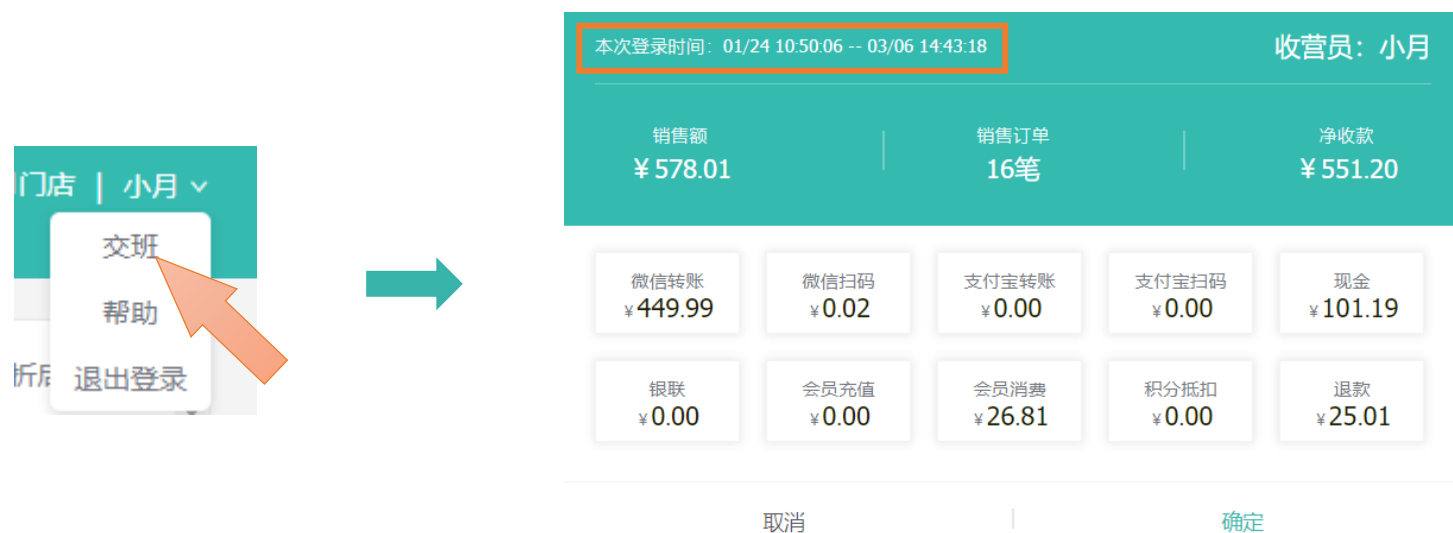 门店 | 小月
交班
帮助
退出登录
本次登录时间：01/24 10:50:06 -- 03/06 14:43:18
收营员：小月
销售额
¥578.01
销售订单
16笔
净收款
¥551.20
微信转账
¥449.99
微信扫码
¥0.02
支付宝转账
¥0.00
支付宝扫码
¥0.00
现金
¥101.19
银联
¥0.00
会员充值
¥0.00
会员消费
¥26.81
积分抵扣
¥0.00
退款
¥25.01
取消
确定